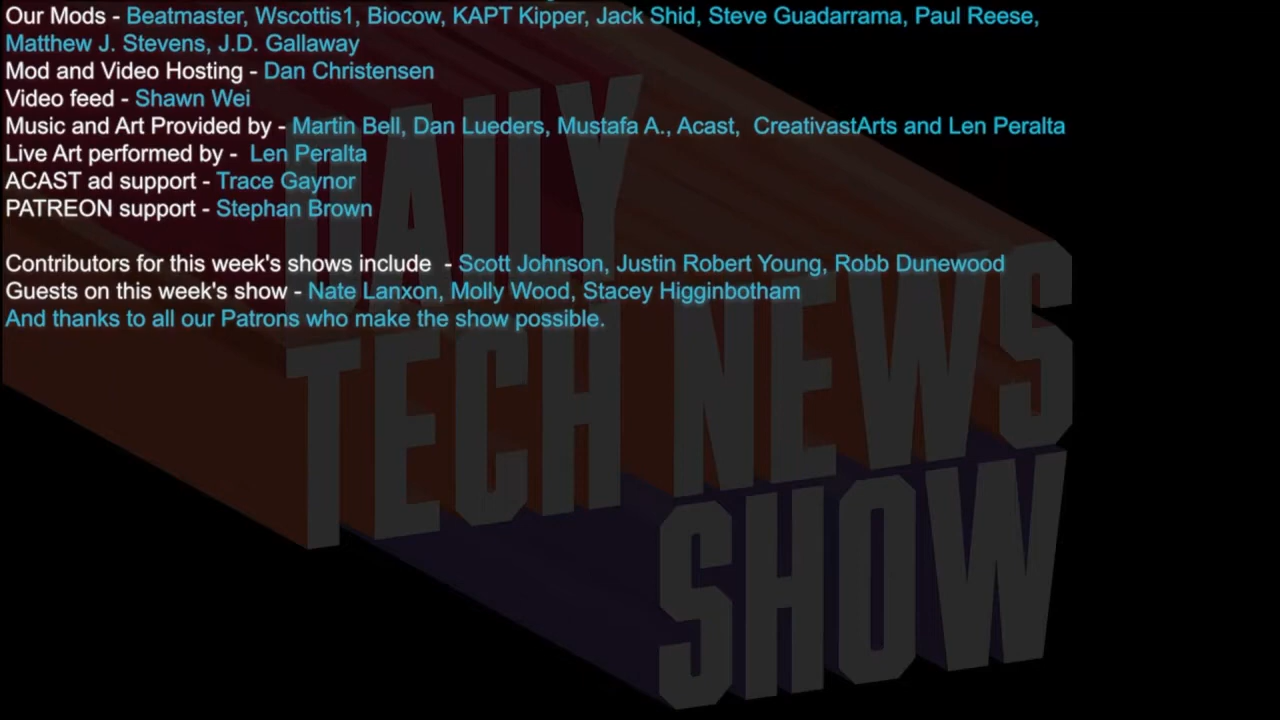 Our Mods - Beatmaster, Wscottis1, Biocow, KAPT Kipper, Jack Shid, Steve Guadarrama, Paul Reese,
Matthew J. Stevens, J.D. Gallaway
Mod and Video Hosting - Dan Christensen
Video feed - Shawn Wei
Music and Art Provided by - Martin Bell, Dan Lueders, Mustafa A., Acast,  CreativastArts and Len Peralta
Live Art performed by -  Len Peralta
ACAST ad support - Trace Gaynor
PATREON support - Stephan Brown
Contributors for this week's shows include  - Scott Johnson, Justin Robert Young, Robb Dunewood
Guests on this week's show - Nate Lanxon, Molly Wood, Stacey Higginbotham
And thanks to all our Patrons who make the show possible.
DAILY
TECH NEWS
SHOW